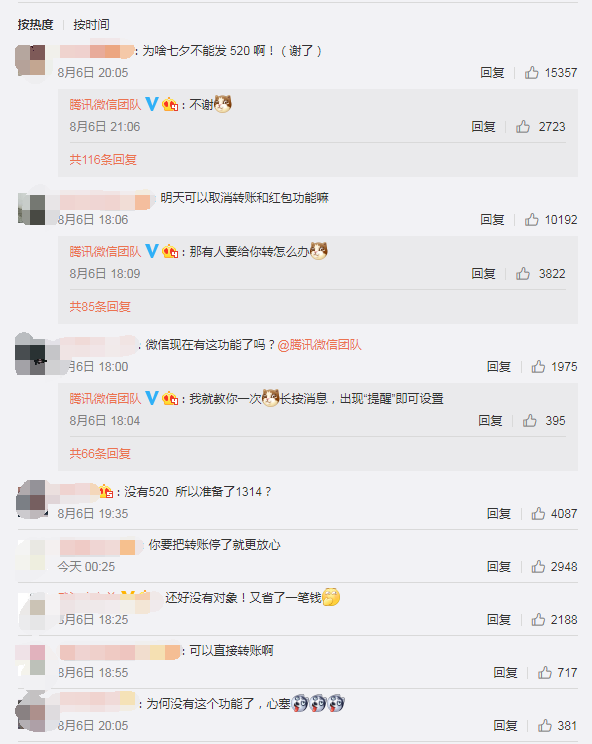 按热度 按时间
: 为啥七夕不能发 520 啊！（谢了）
8月6日 20:05 回复 15357
腾讯微信团队 : 不谢
8月6日 21:06 回复 2723
共116条回复
明天可以取消转账和红包功能嘛
8月6日 18:06 回复 10192
腾讯微信团队 : 那有人要给你转怎么办
8月6日 18:09 回复 3822
共85条回复
: 微信现在有这功能了吗？@腾讯微信团队
8月6日 18:00 回复 1975
腾讯微信团队 : 我就教你一次长按消息，出现“提醒”即可设置
8月6日 18:04 回复 395
共66条回复
: 没有520 所以准备了1314？
8月6日 19:35 回复 4087
你要把转账停了就更放心
今天 00:25 回复 2948
还好没有对象！又省了一笔钱
8月6日 18:25 回复 2188
: 可以直接转账啊
8月6日 18:55 回复 717
: 为何没有这个功能了，心塞
8月6日 20:05 回复 381